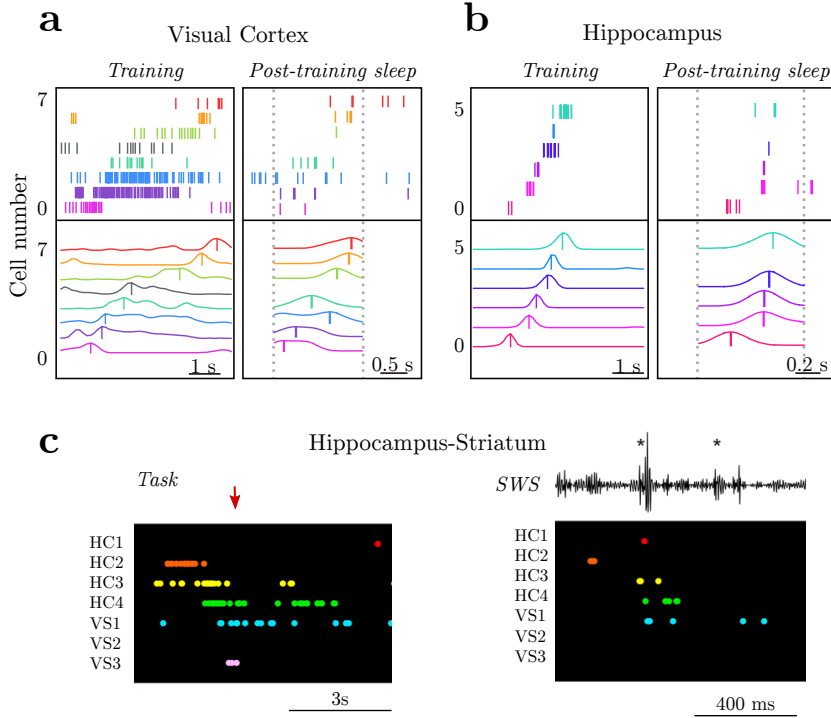 a
Visual Cortex
Training
Post-training sleep
7
0
Cell number
7
0
1 s
0.5 s
b
Hippocampus
Training
Post-training sleep
5
0
5
0
1 s
0.2 s
c
Hippocampus-Striatum
Task
HC1
HC2
HC3
HC4
VS1
VS2
VS3
3s
* *
SWS
HC1
HC2
HC3
HC4
VS1
VS2
VS3
400 ms